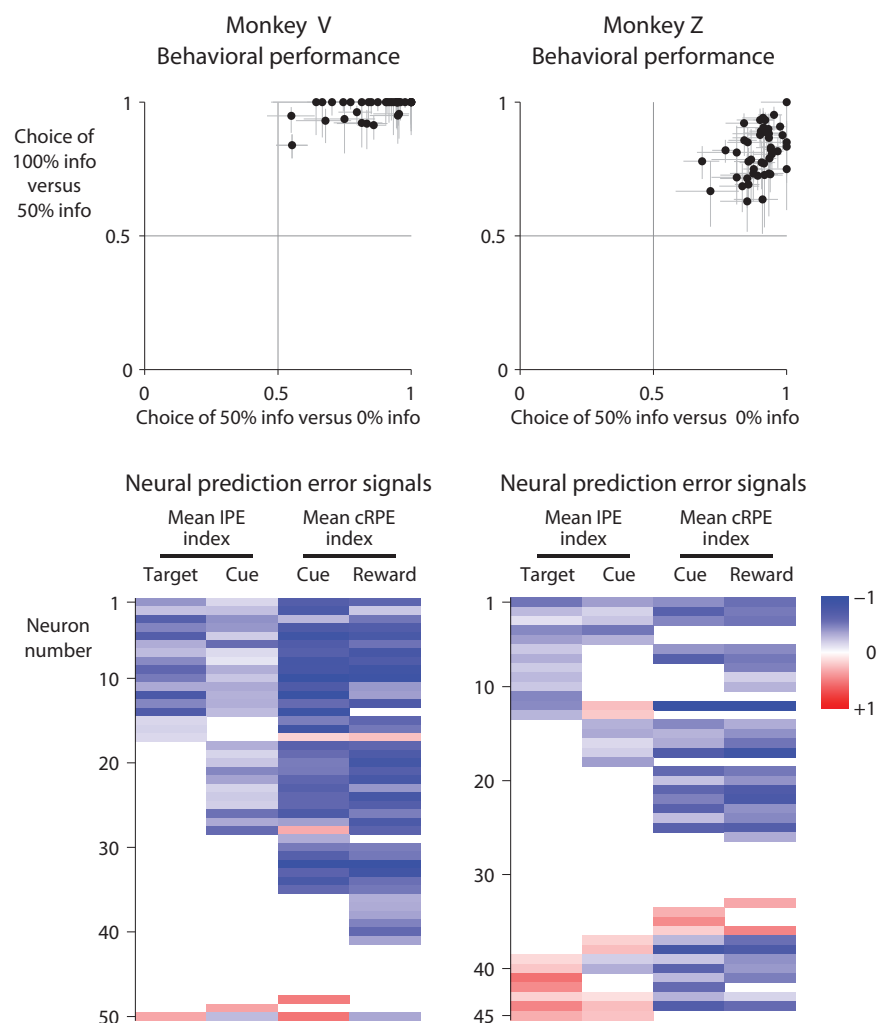 Monkey V
Behavioral performance
Choice of
100% info
versus
50% info
1
0.5
0
0
0.5
1
Choice of 50% info versus 0% info
Monkey Z
Behavioral performance
1
0.5
0
0
0.5
1
Choice of 50% info versus 0% info
Neural prediction error signals
Mean IPE
index
Mean cRPE
index
Target
Cue
Cue
Reward
Neuron
number
1
10
20
30
40
50
Neural prediction error signals
Mean IPE
index
Mean cRPE
index
Target
Cue
Cue
Reward
1
10
20
30
40
45
−1
0
+1